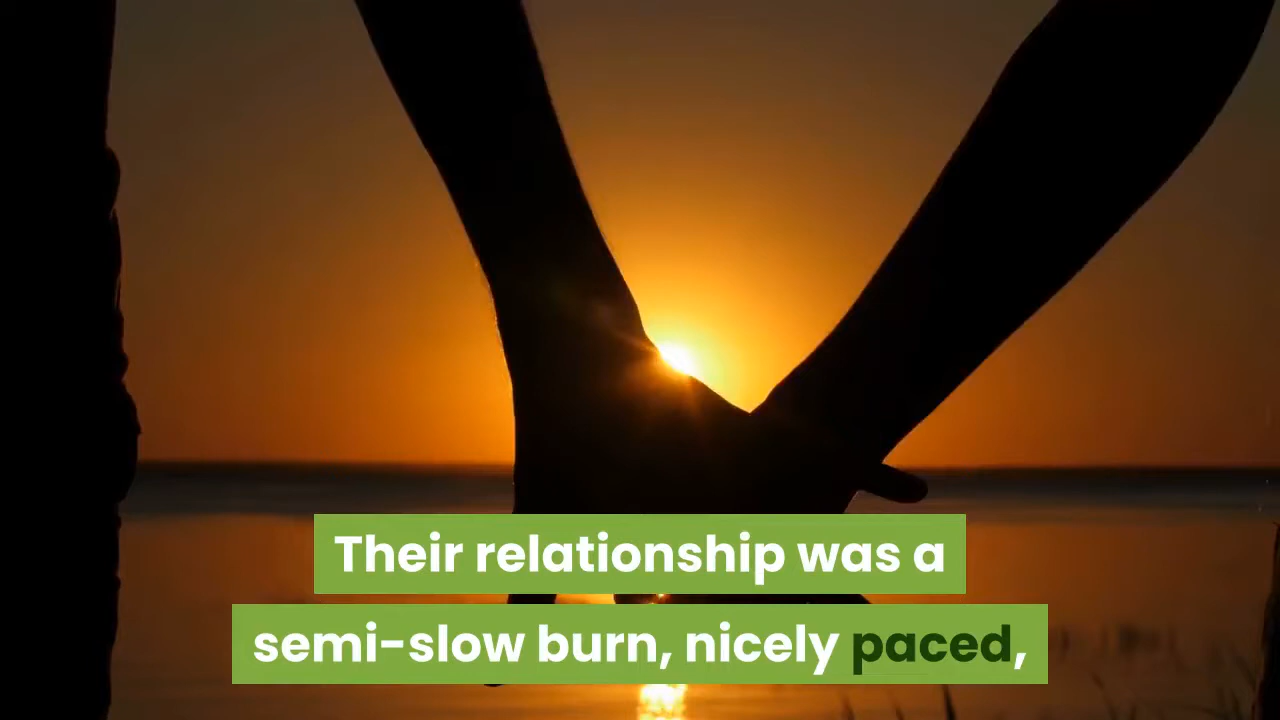 Their relationship was a
semi-slow burn, nicely paced,